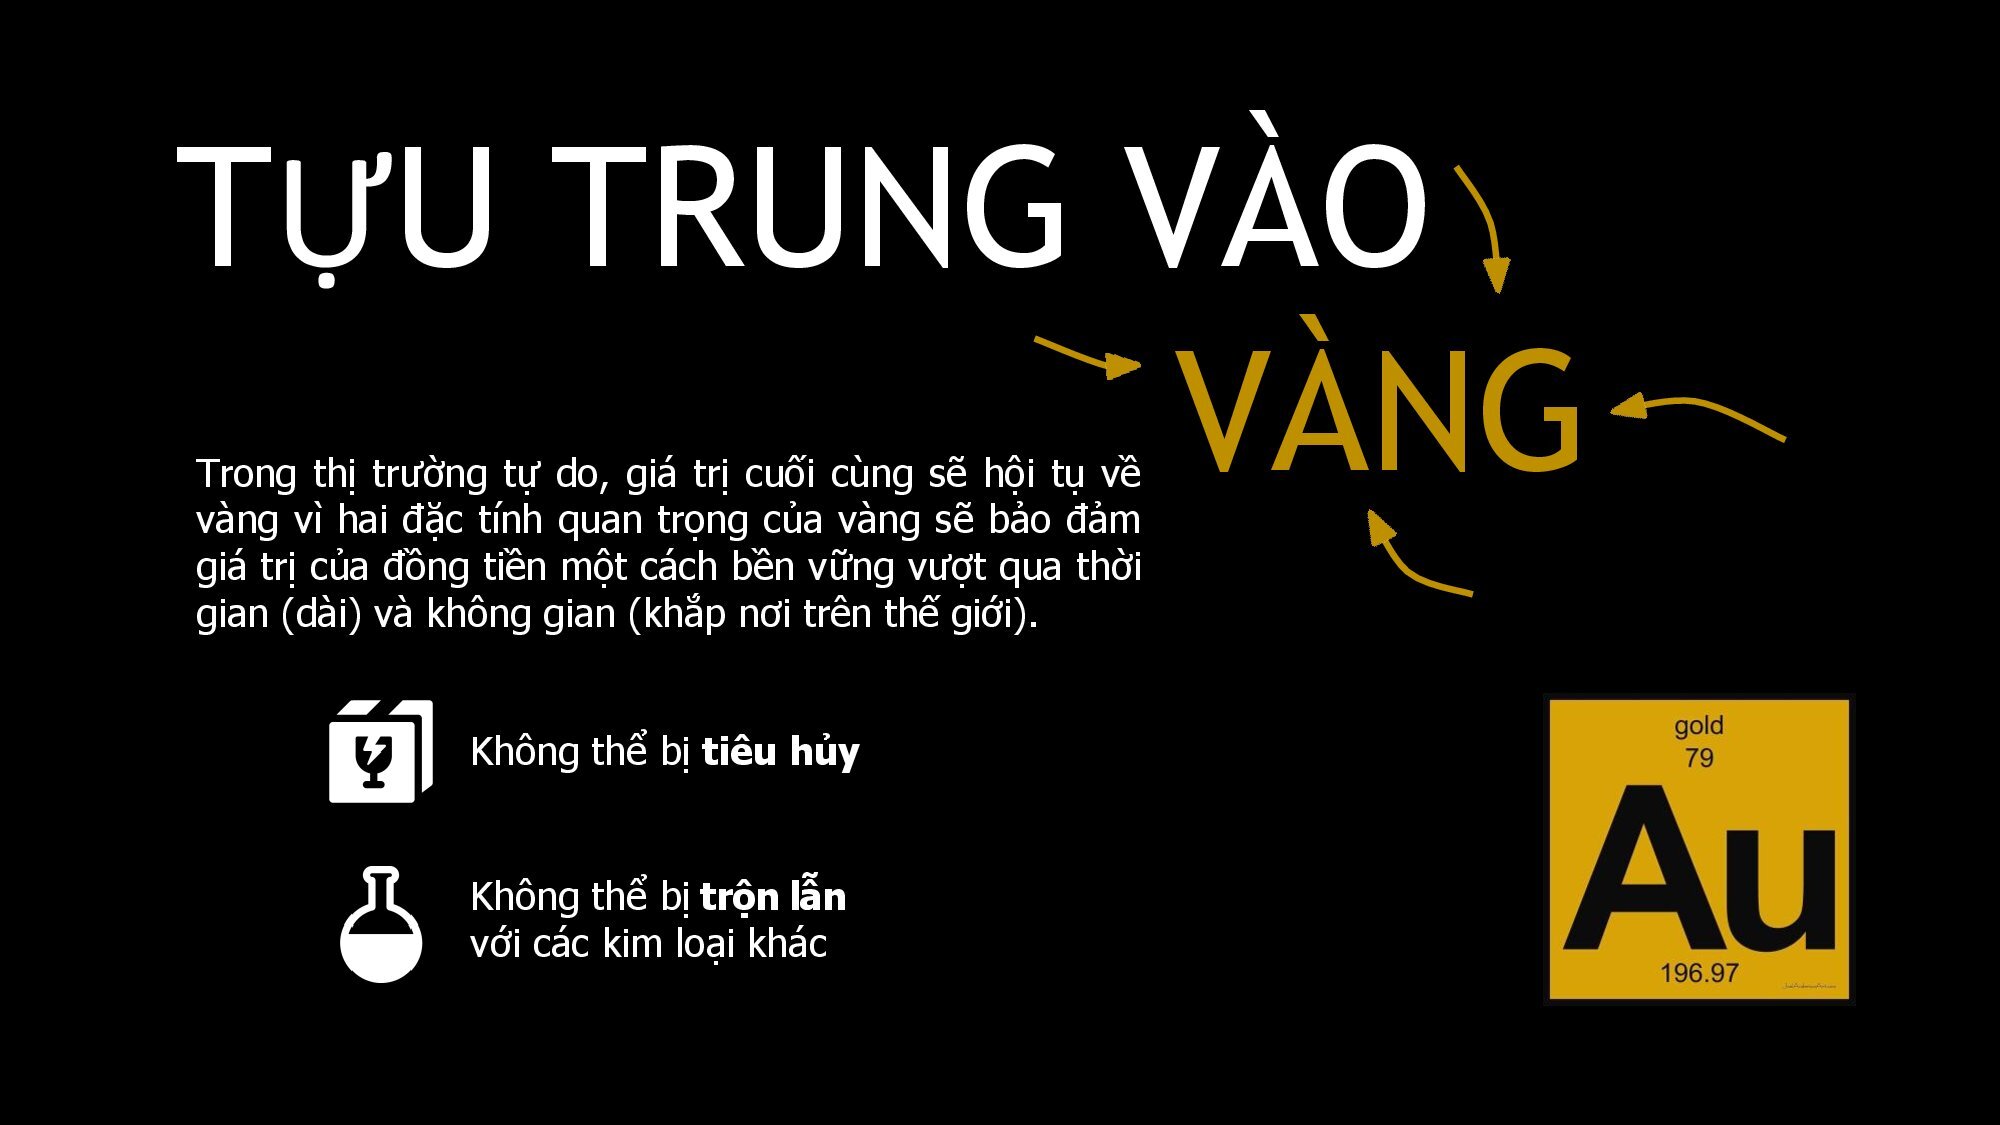 TỰU TRUNG VÀO
VÀNG
Trong thị trường tự do, giá trị cuối cùng sẽ hội tụ về
vàng vì hai đặc tính quan trọng của vàng sẽ bảo đảm
giá trị của đồng tiền một cách bền vững vượt qua thời
gian (dài) và không gian (khắp nơi trên thế giới).
Không thể bị tiêu hủy
Không thể bị trộn lẫn
với các kim loại khác
gold
79
Au
196.97